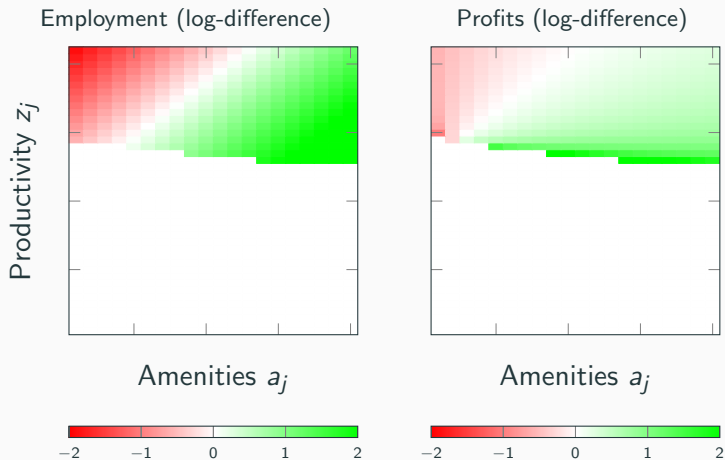 Employment (log-difference)
Profits (log-difference)
Productivity z_j
Amenities a_j
Amenities a_j
−2 −1 0 1 2
−2 −1 0 1 2